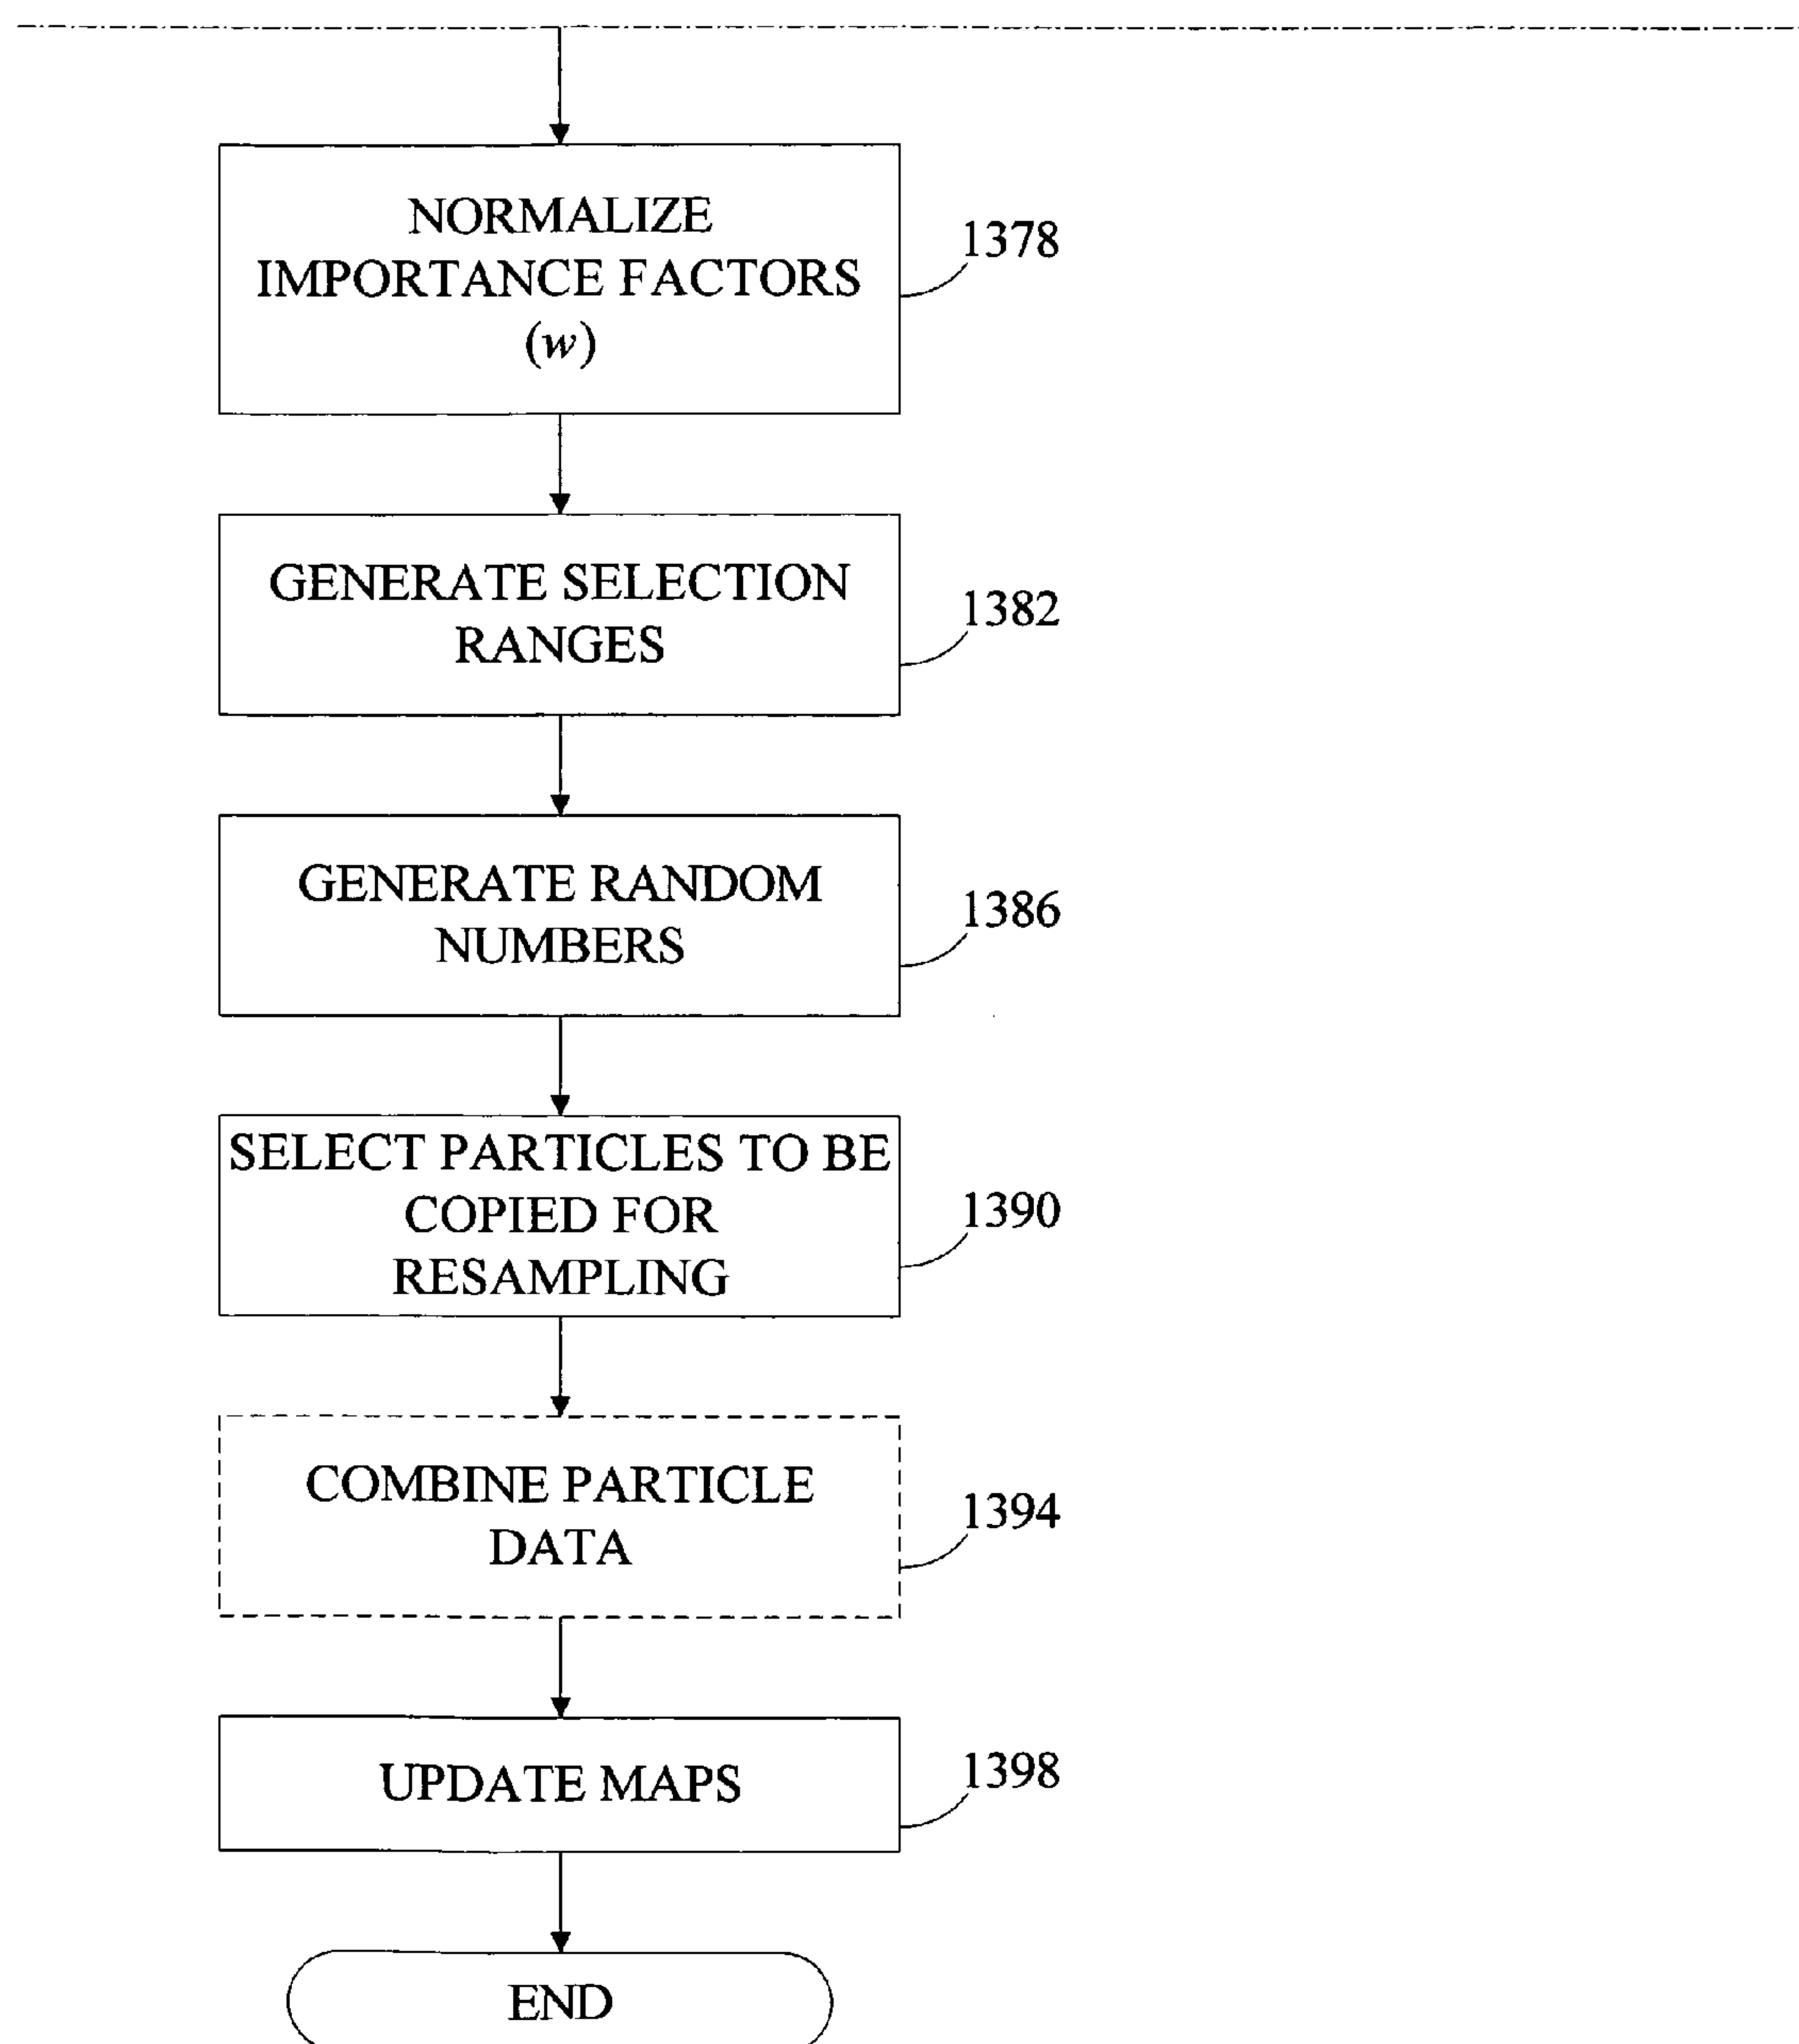 NORMALIZE
IMPORTANCE FACTORS
(w)
1378
GENERATE SELECTION
RANGES
1382
GENERATE RANDOM
NUMBERS
1386
SELECT PARTICLES TO BE
COPIED FOR
RESAMPLING
1390
COMBINE PARTICLE
DATA
1394
UPDATE MAPS
1398
END